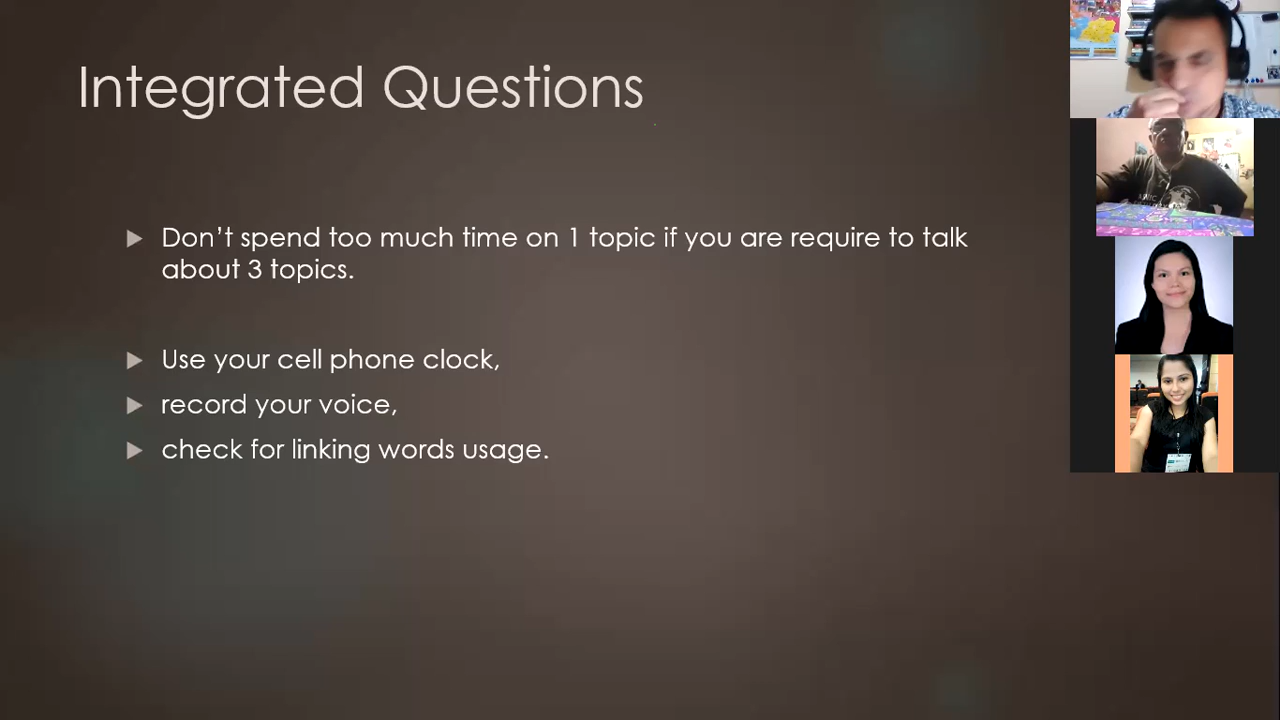 Integrated Questions
Don't spend too much time on 1 topic if you are require to talk
about 3 topics.
Use your cell phone clock,
record your voice,
check for linking words usage.